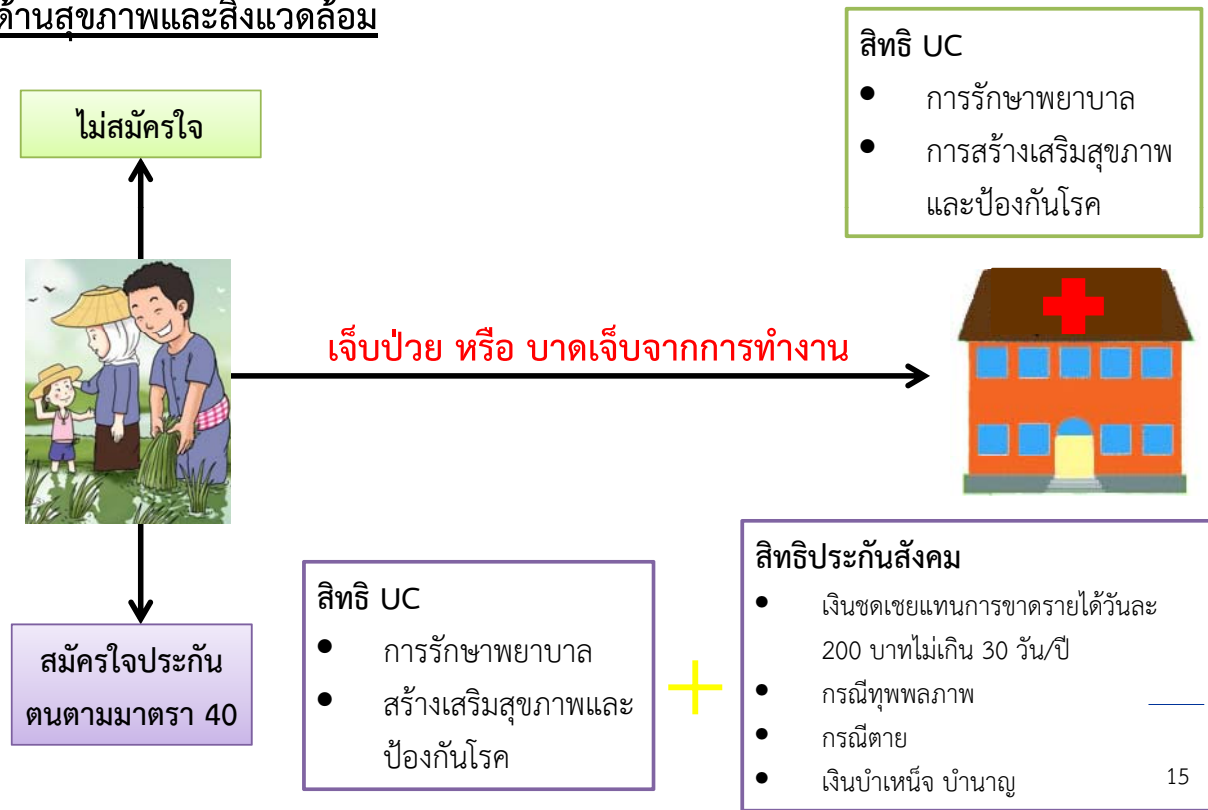 ด้านสุขภาพและสิ่งแวดล้อม
สิทธิ UC
• การรักษาพยาบาล
• การสร้างเสริมสุขภาพ
และป้องกันโรค
ไม่สมัครใจ
เจ็บป่วย หรือ บาดเจ็บจากการทำงาน
สมัครใจประกัน
ตนตามมาตรา 40
สิทธิ UC
• การรักษาพยาบาล
• สร้างเสริมสุขภาพและ
ป้องกันโรค
+
สิทธิประกันสังคม
• เงินชดเชยแทนการขาดรายได้วันละ
200 บาทไม่เกิน 30 วัน/ปี
• กรณีทุพพลภาพ
• กรณีตาย
• เงินบำเหน็จ บำนาญ
15